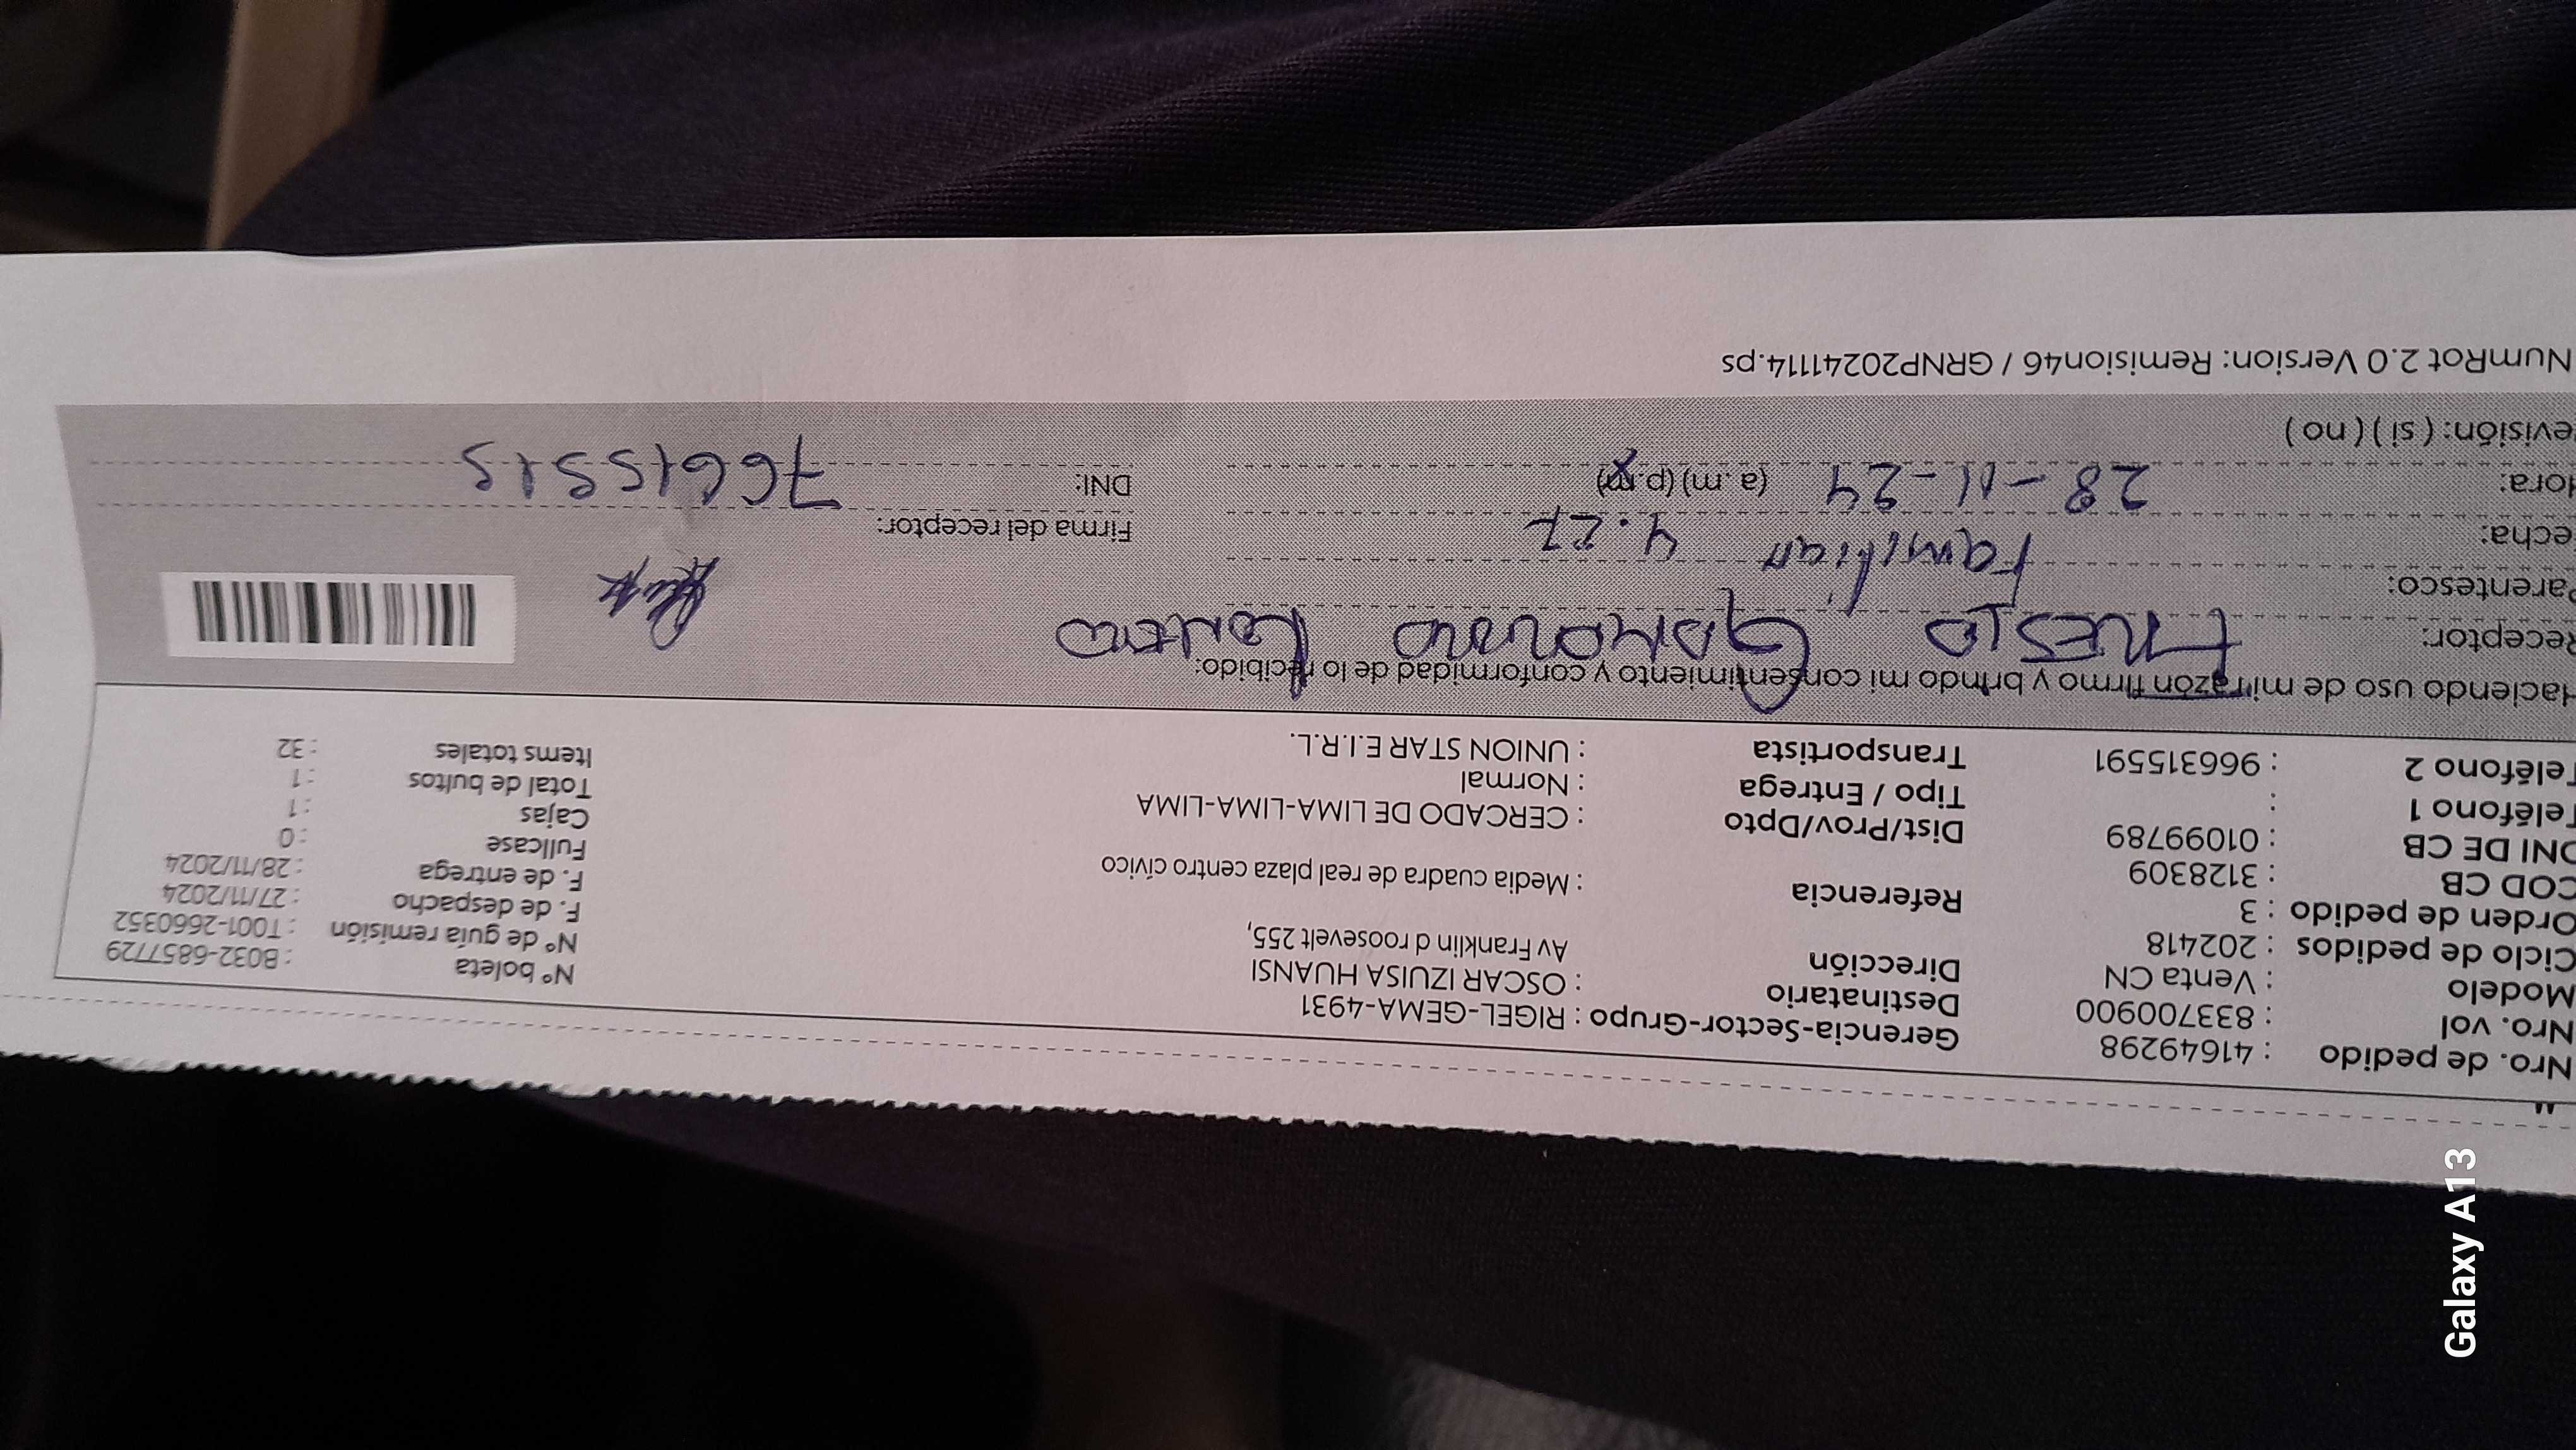 Nro. de pedido : 41649298
Nro. vol : 833700900
Modelo : Venta CN
Ciclo de pedidos : 202418
Orden de pedido : 3
COD CB : 3128309
DNI DE CB : 01099789
Teléfono 1 :
Teléfono 2 : 966315591
Gerencia-Sector-Grupo : RIGEL-GEMA-4931
Destinatario : OSCAR IZUISA HUANSI
Dirección Av Franklin d roosevelt 255,
Referencia : Media cuadra de real plaza centro cívico
Dist/Prov/Dpto : CERCADO DE LIMA-LIMA-LIMA
Tipo / Entrega : Normal
Transportista : UNION STAR E.I.R.L.
N° boleta : B032-6857729
N° de guía remisión : T001-2660352
F. de despacho : 27/11/2024
F. de entrega : 28/11/2024
Fullcase : 0
Cajas : 1
Total de bultos : 1
Items totales : 32
Haciendo uso de mi razón firmo y brindo mi consentimiento y conformidad de lo recibido:
Receptor:
Parentesco: Familiar
echa: 4.27
Hora: 28-11-24 (a.m) (p.m)
evisión: ( si ) ( no )
Firma del receptor:
DNI: 76615515
NumRot 2.0 Version: Remision46 / GRNP20241114.ps
Galaxy A13